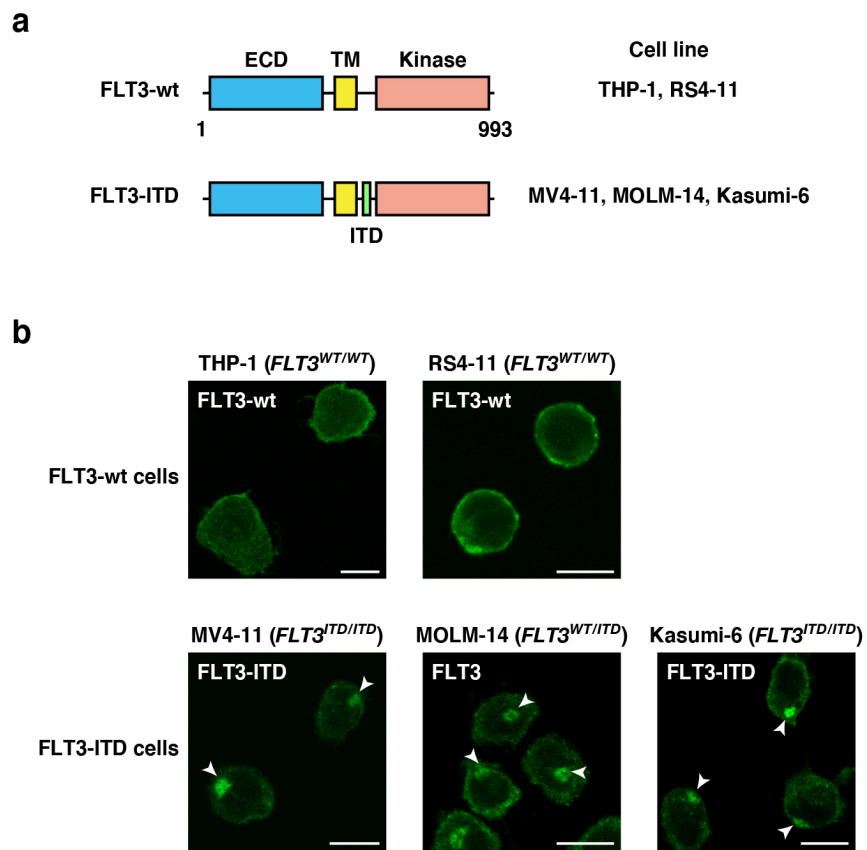 a
Cell line
ECD TM Kinase
FLT3-wt THP-1, RS4-11
1 993
FLT3-ITD MV4-11, MOLM-14, Kasumi-6
ITD
b
THP-1 (FLT3WT/WT) RS4-11 (FLT3WT/WT)
FLT3-wt FLT3-wt
FLT3-wt cells
MV4-11 (FLT3ITD/ITD) MOLM-14 (FLT3WT/ITD) Kasumi-6 (FLT3ITD/ITD)
FLT3-ITD FLT3 FLT3-ITD
FLT3-ITD cells